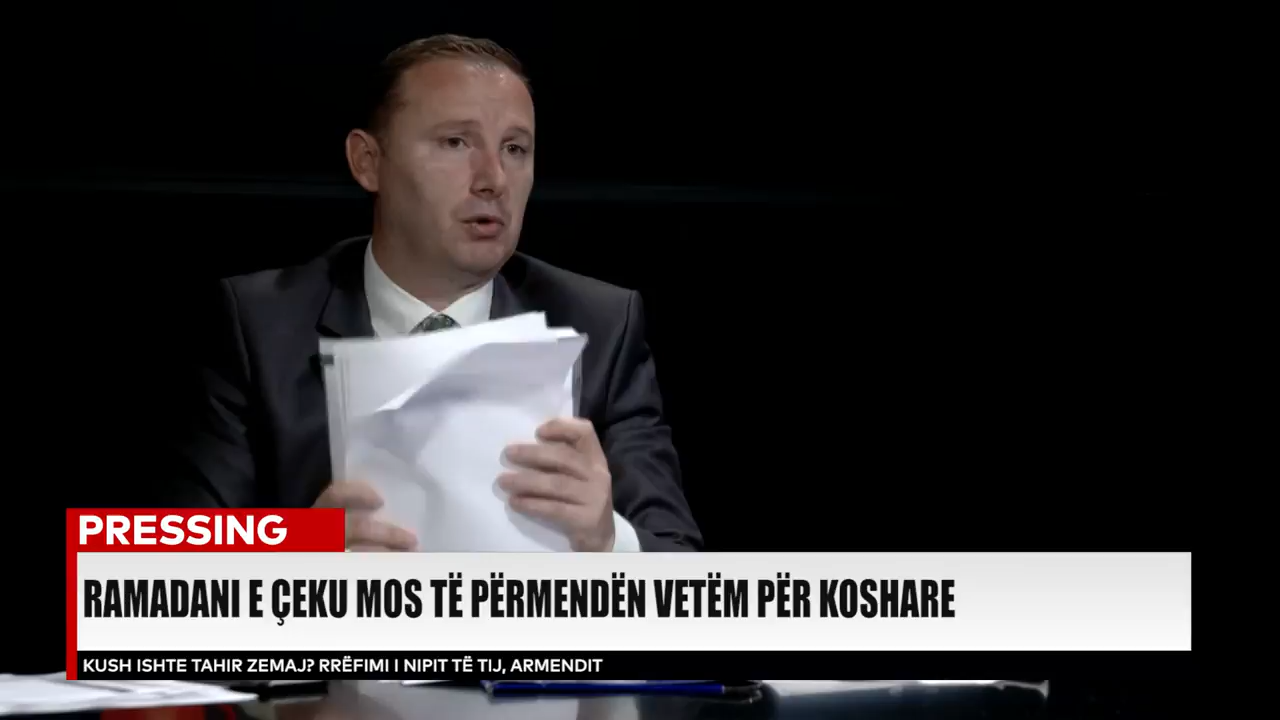 PRESSING
RAMADANI E ÇEKU MOS TË PËRMENDËN VETËM PËR KOSHARE
KUSH ISHTE TAHIR ZEMAJ? RRËFIMI I NIPIT TË TIJ, ARMENDIT